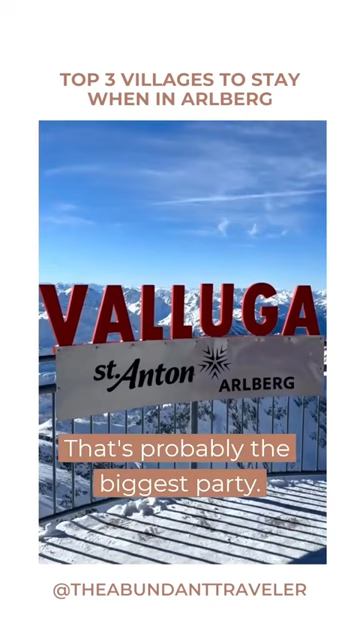 TOP 3 VILLAGES TO STAY
WHEN IN ARLBERG
VALLUGA
st.Anton
ARLBERG
That's probably the
biggest party.
@THEABUNDANTTRAVELER